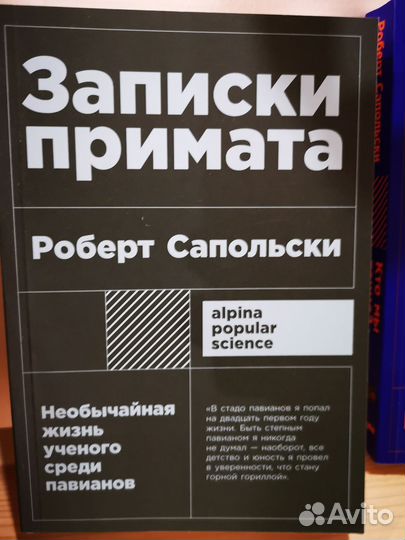 Записки
примата
Роберт Сапольски
alpina
popular
science
Необычайная
жизнь
ученого
среди
павианов
«В стадо павианов я попал
на двадцать первом году
жизни. Быть степным
павианом я никогда
не думал — наоборот, все
детство и юность я провел
в уверенности, что стану
горной гориллой».
Роберт Сапольски
Кто мы
Avito